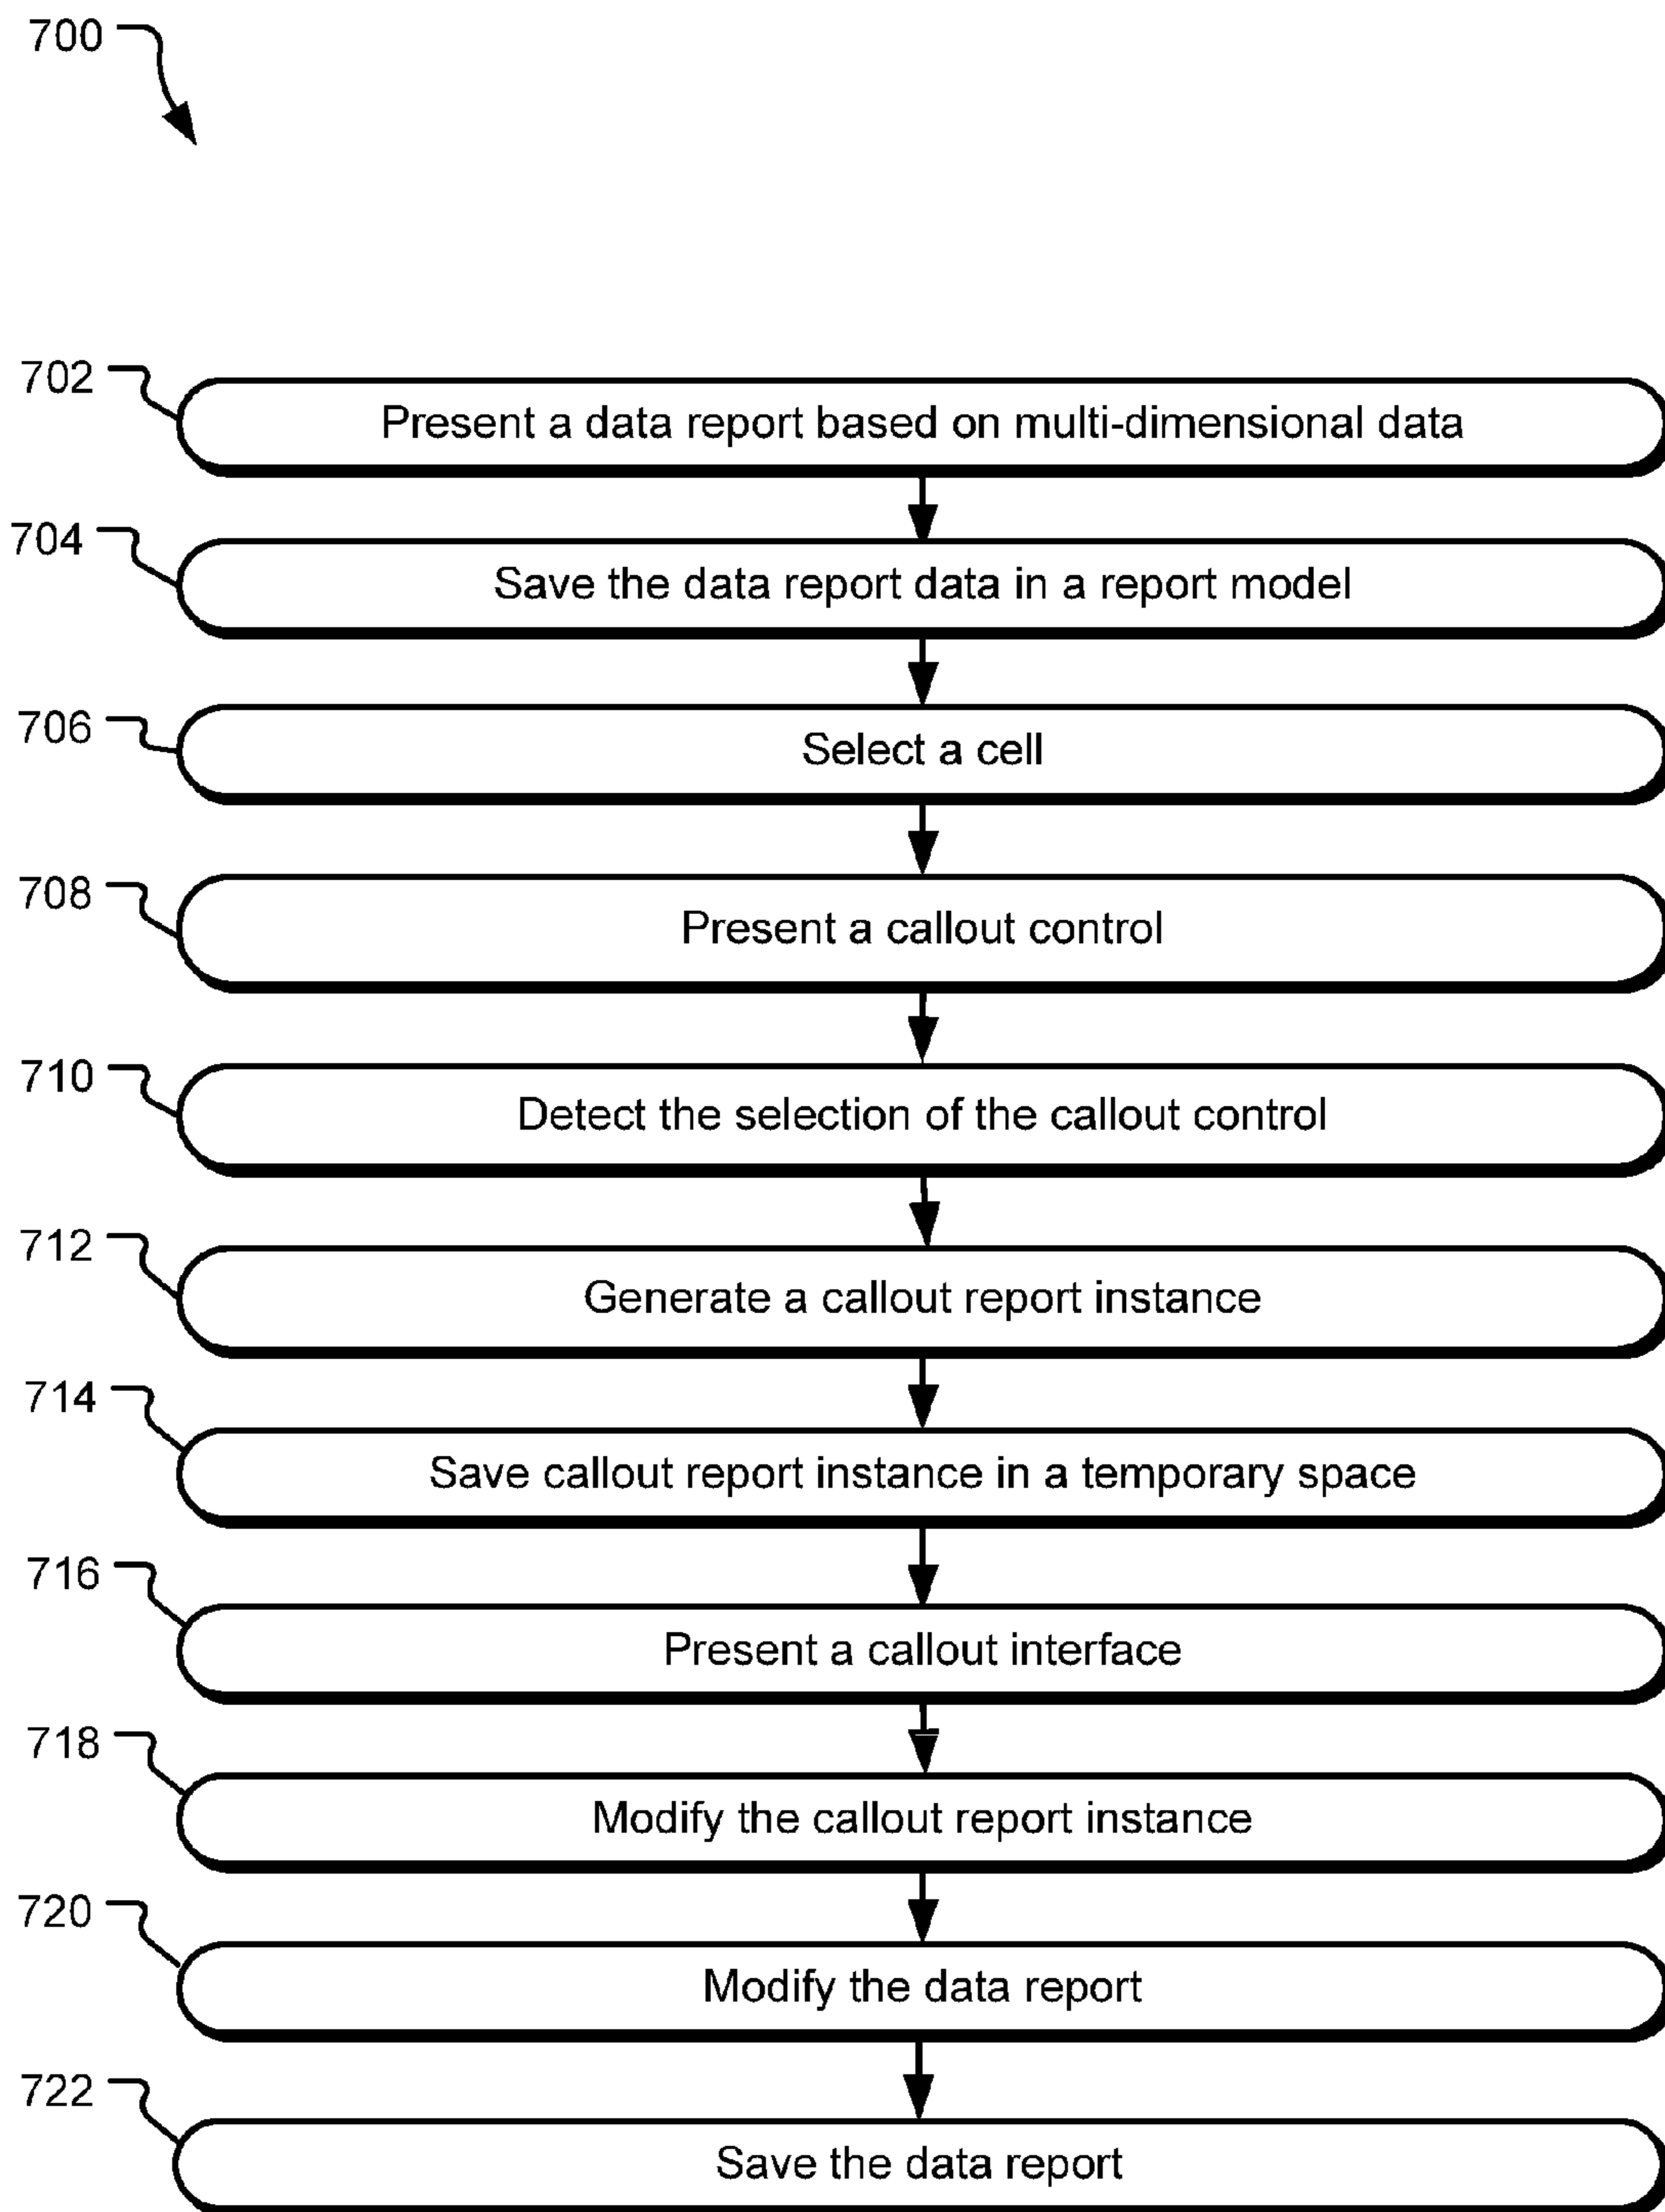 700
702
Present a data report based on multi-dimensional data
704
Save the data report data in a report model
706
Select a cell
708
Present a callout control
710
Detect the selection of the callout control
712
Generate a callout report instance
714
Save callout report instance in a temporary space
716
Present a callout interface
718
Modify the callout report instance
720
Modify the data report
722
Save the data report